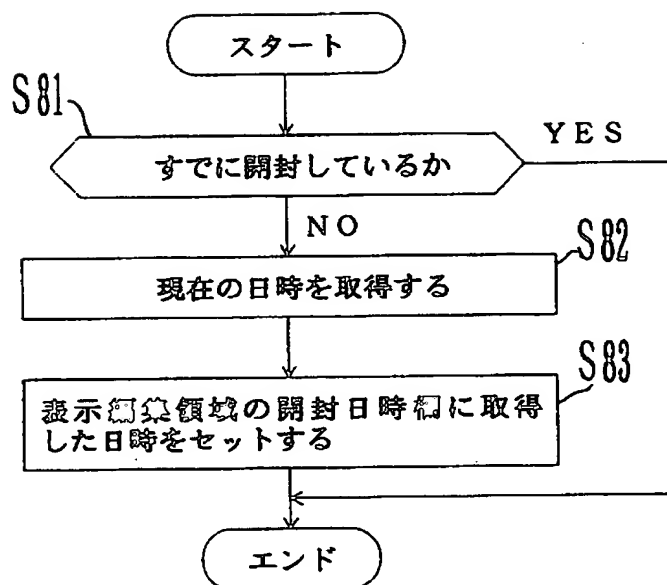 スタート
S81
すでに開封しているか
YES
NO
S82
現在の日時を取得する
S83
表示編集領域の開封日時欄に取得
した日時をセットする
エンド